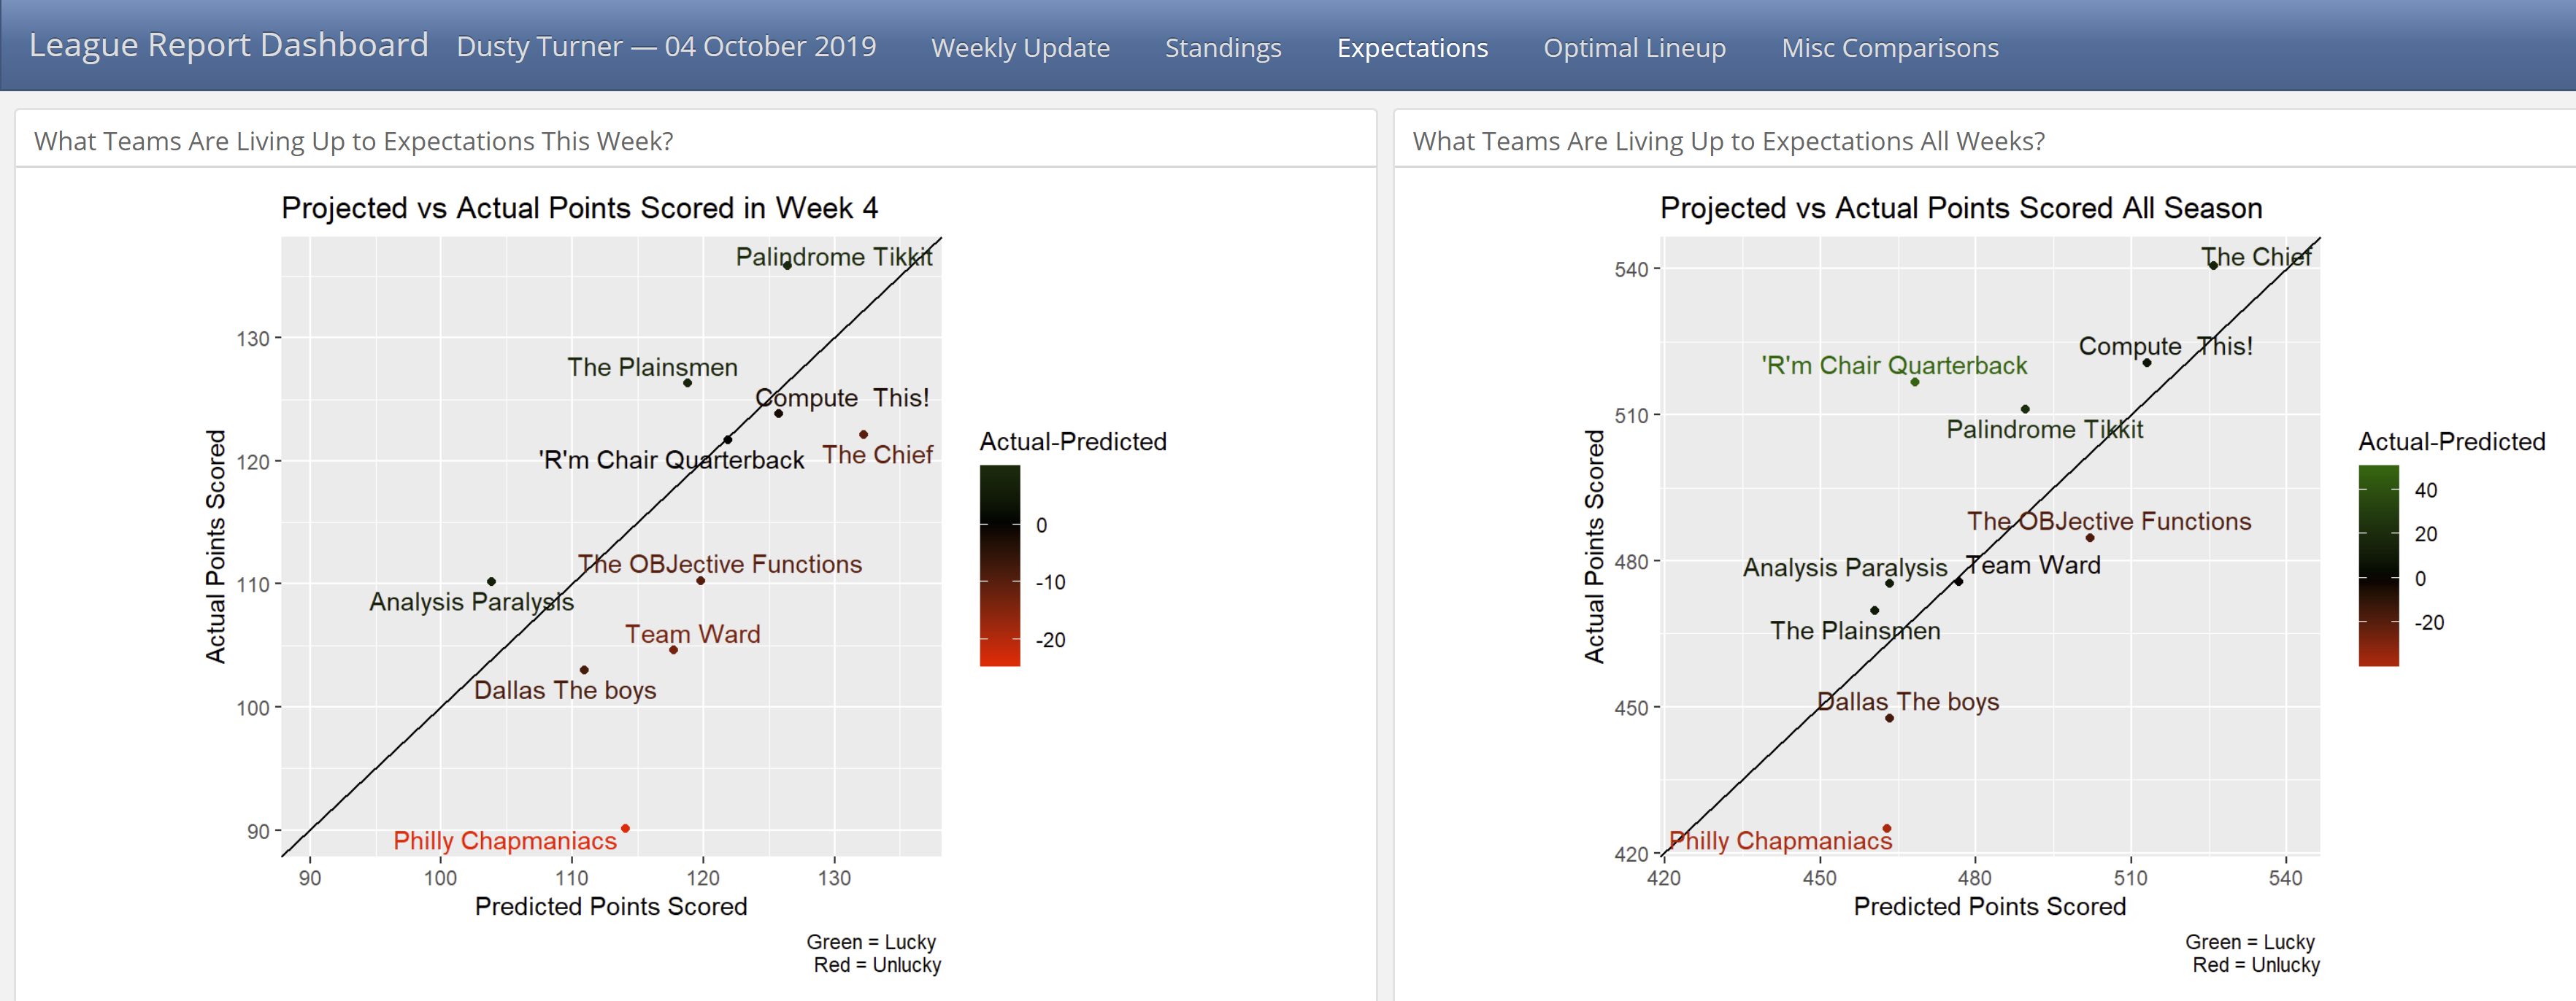 League Report Dashboard Dusty Turner — 04 October 2019 Weekly Update Standings Expectations Optimal Lineup Misc Comparisons
What Teams Are Living Up to Expectations This Week?
Projected vs Actual Points Scored in Week 4
Palindrome Tikkit
130
The Plainsmen
Compute  This!
120
'R'm Chair Quarterback
The Chief
The OBJective Functions
110
Analysis Paralysis
Team Ward
Dallas The boys
100
90
Philly Chapmaniacs
Actual Points Scored
90 100 110 120 130
Predicted Points Scored
Green = Lucky
Red = Unlucky
Actual-Predicted
0
-10
-20
What Teams Are Living Up to Expectations All Weeks?
Projected vs Actual Points Scored All Season
The Chief
540
Compute  This!
'R'm Chair Quarterback
510
Palindrome Tikkit
The OBJective Functions
480
Team Ward
Analysis Paralysis
The Plainsmen
Dallas The boys
450
Philly Chapmaniacs
420
Actual Points Scored
420 450 480 510 540
Predicted Points Scored
Green = Lucky
Red = Unlucky
Actual-Predicted
40
20
0
-20